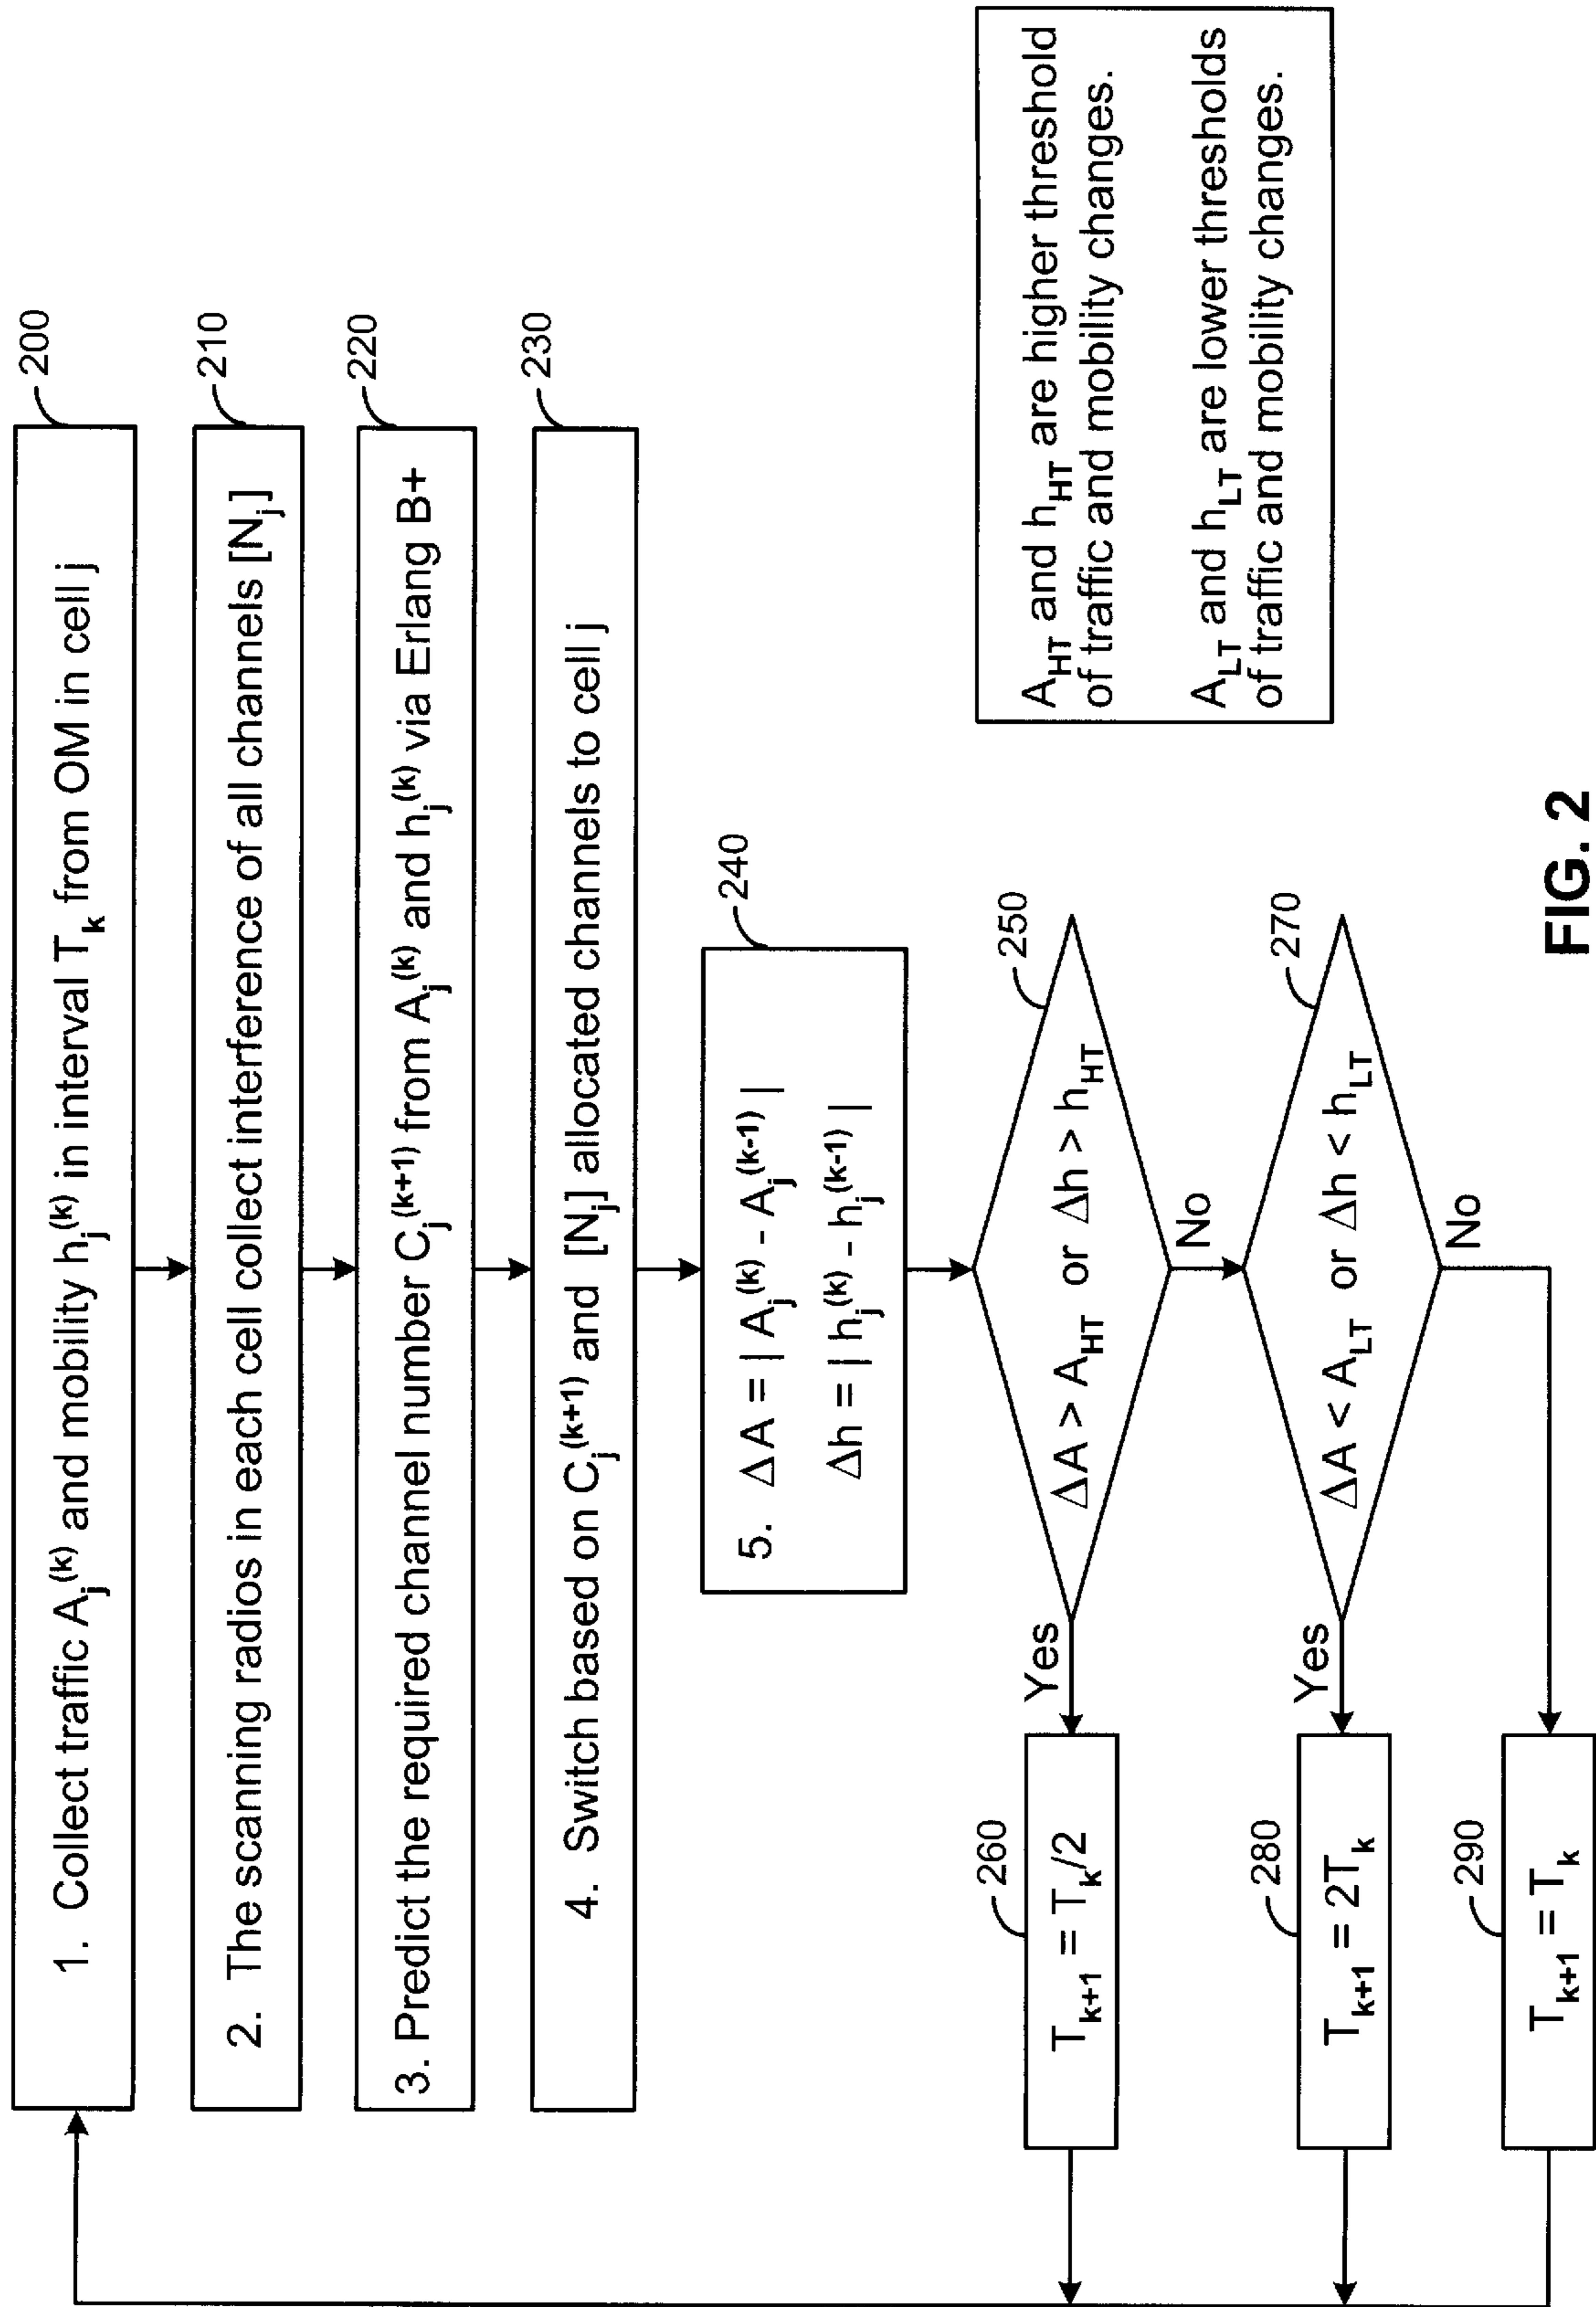 1. Collect traffic A_j^(k) and mobility h_j^(k) in interval T_k from OM in cell j
200
2. The scanning radios in each cell collect interference of all channels [N_j]
210
3. Predict the required channel number C_j^(k+1) from A_j^(k) and h_j^(k) via Erlang B+
220
4. Switch based on C_j^(k+1) and [N_j] allocated channels to cell j
230
5. ΔA = | A_j^(k) - A_j^(k-1) |
Δh = | h_j^(k) - h_j^(k-1) |
240
ΔA > A_HT or Δh > h_HT
250
Yes
No
260
T_k+1 = T_k/2
ΔA < A_LT or Δh < h_LT
270
Yes
No
280
T_k+1 = 2T_k
290
T_k+1 = T_k
A_HT and h_HT are higher threshold
of traffic and mobility changes.
A_LT and h_LT are lower thresholds
of traffic and mobility changes.
FIG. 2